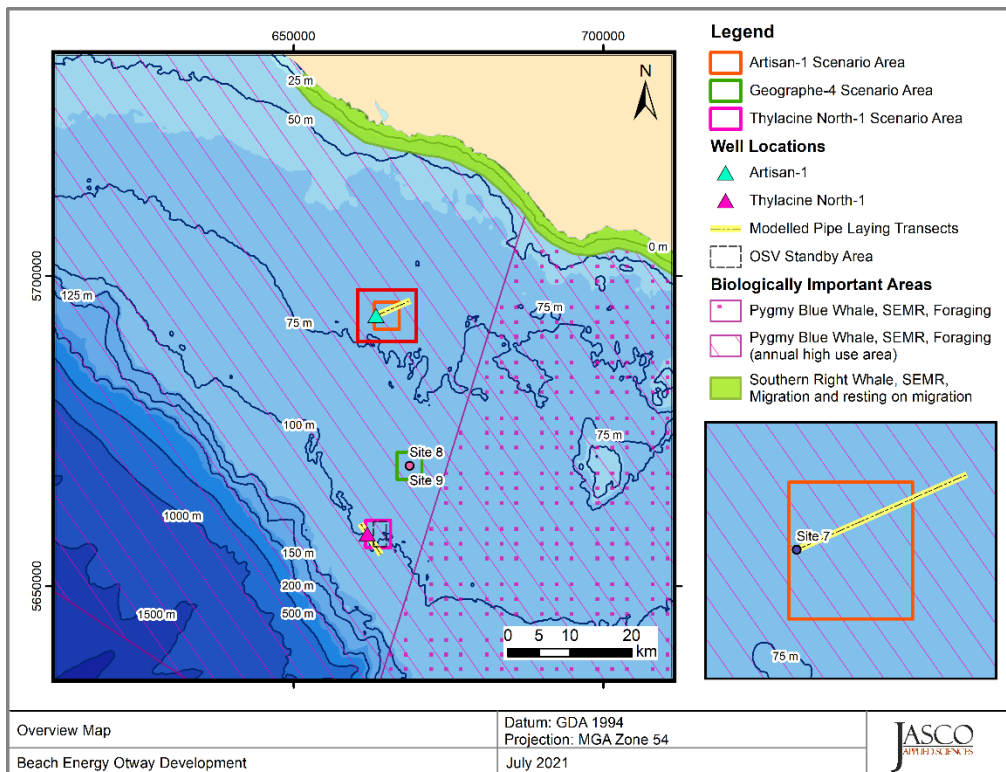 650000
700000
5700000
5650000
25 m
50 m
N
0 m
125 m
75 m
75 m
100 m
75 m
Site 8
Site 9
1000 m
150 m
200 m
500 m
1500 m
0 5 10 20
km
Legend
Artisan-1 Scenario Area
Geographe-4 Scenario Area
Thylacine North-1 Scenario Area
Well Locations
Artisan-1
Thylacine North-1
Modelled Pipe Laying Transects
OSV Standby Area
Biologically Important Areas
Pygmy Blue Whale, SEMR, Foraging
Pygmy Blue Whale, SEMR, Foraging
(annual high use area)
Southern Right Whale, SEMR,
Migration and resting on migration
Site 7
75 m
Overview Map
Datum: GDA 1994
Projection: MGA Zone 54
Beach Energy Otway Development
July 2021
JASCO
APPLIED SCIENCES